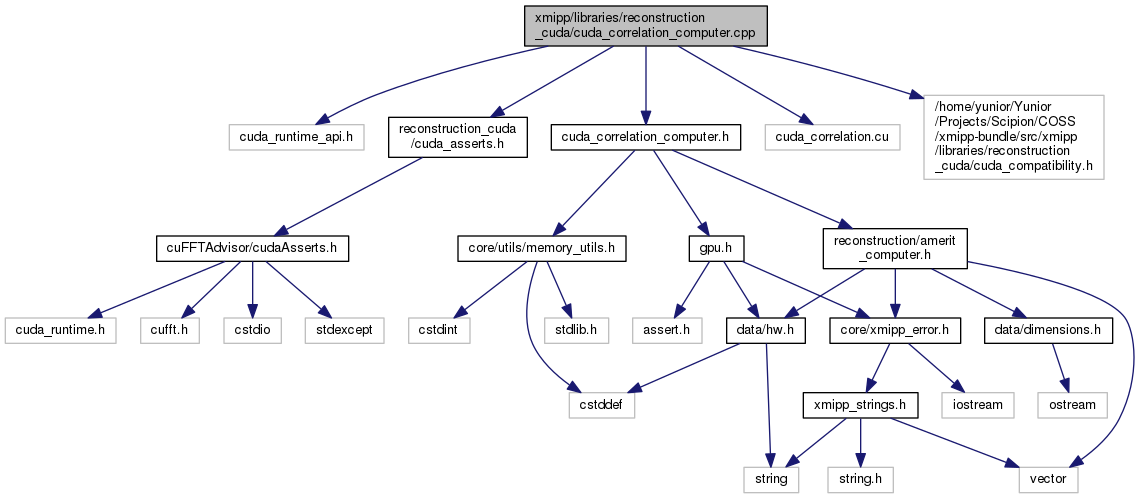 xmipp/libraries/reconstruction
_cuda/cuda_correlation_computer.cpp
cuda_runtime_api.h
reconstruction_cuda
/cuda_asserts.h
cuda_correlation_computer.h
cuda_correlation.cu
/home/yunior/Yunior
/Projects/Scipion/COSS
/xmipp-bundle/src/xmipp
/libraries/reconstruction
_cuda/cuda_compatibility.h
cuFFTAdvisor/cudaAsserts.h
core/utils/memory_utils.h
gpu.h
reconstruction/amerit
_computer.h
cuda_runtime.h
cufft.h
cstdio
stdexcept
cstdint
stdlib.h
assert.h
data/hw.h
core/xmipp_error.h
data/dimensions.h
cstddef
xmipp_strings.h
iostream
ostream
string
string.h
vector